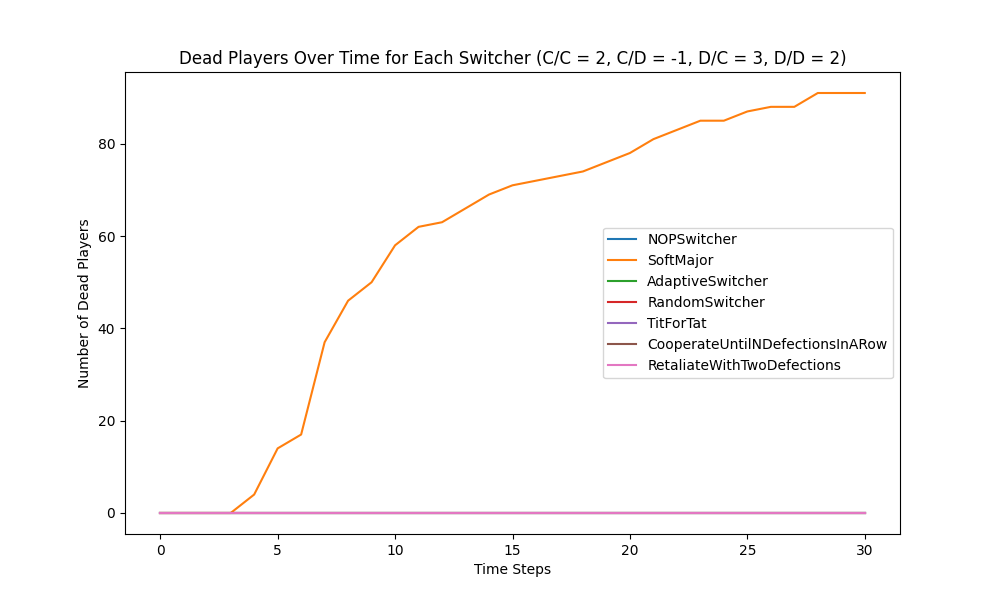 Dead Players Over Time for Each Switcher (C/C = 2, C/D = -1, D/C = 3, D/D = 2)
Number of Dead Players
80
60
40
20
0
NOPSwitcher
SoftMajor
AdaptiveSwitcher
RandomSwitcher
TitForTat
CooperateUntilNDefectionsInARow
RetaliateWithTwoDefections
0 5 10 15 20 25 30
Time Steps